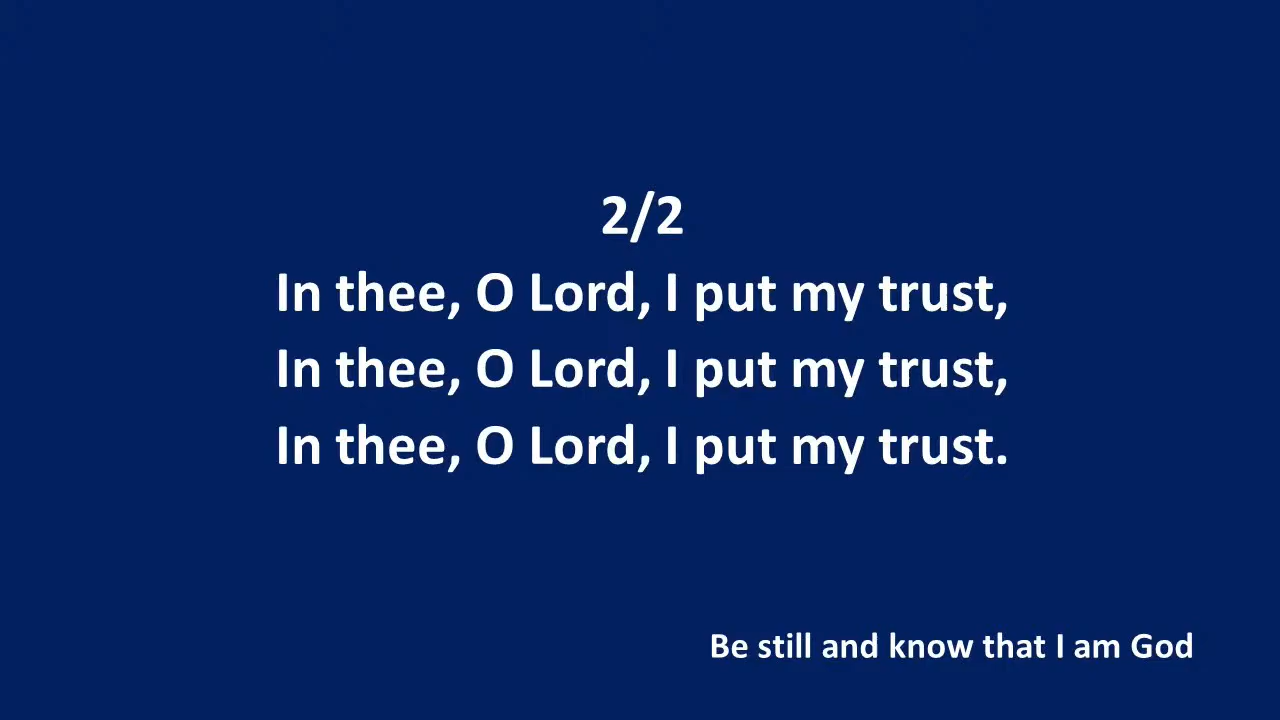 2/2
In thee, O Lord, I put my trust,
In thee, O Lord, I put my trust,
In thee, O Lord, I put my trust.
Be still and know that I am God